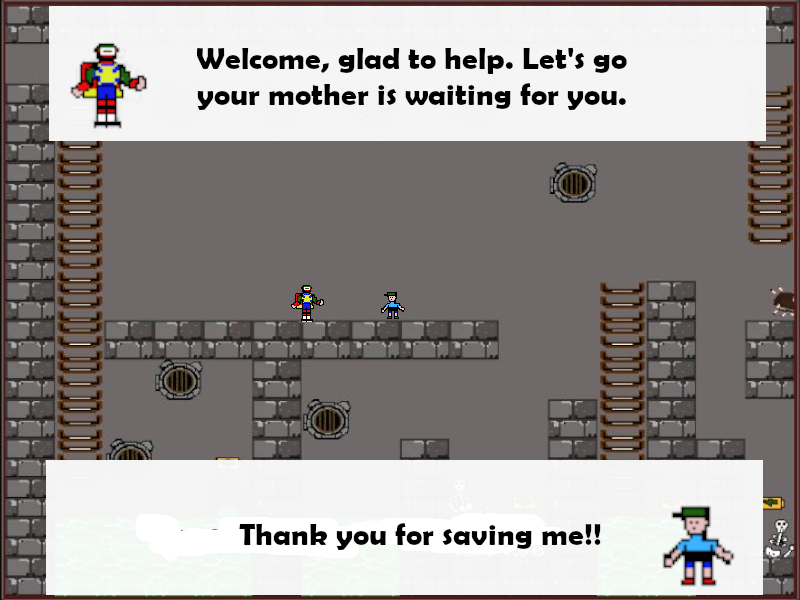 Welcome, glad to help. Let's go
your mother is waiting for you.
Thank you for saving me!!